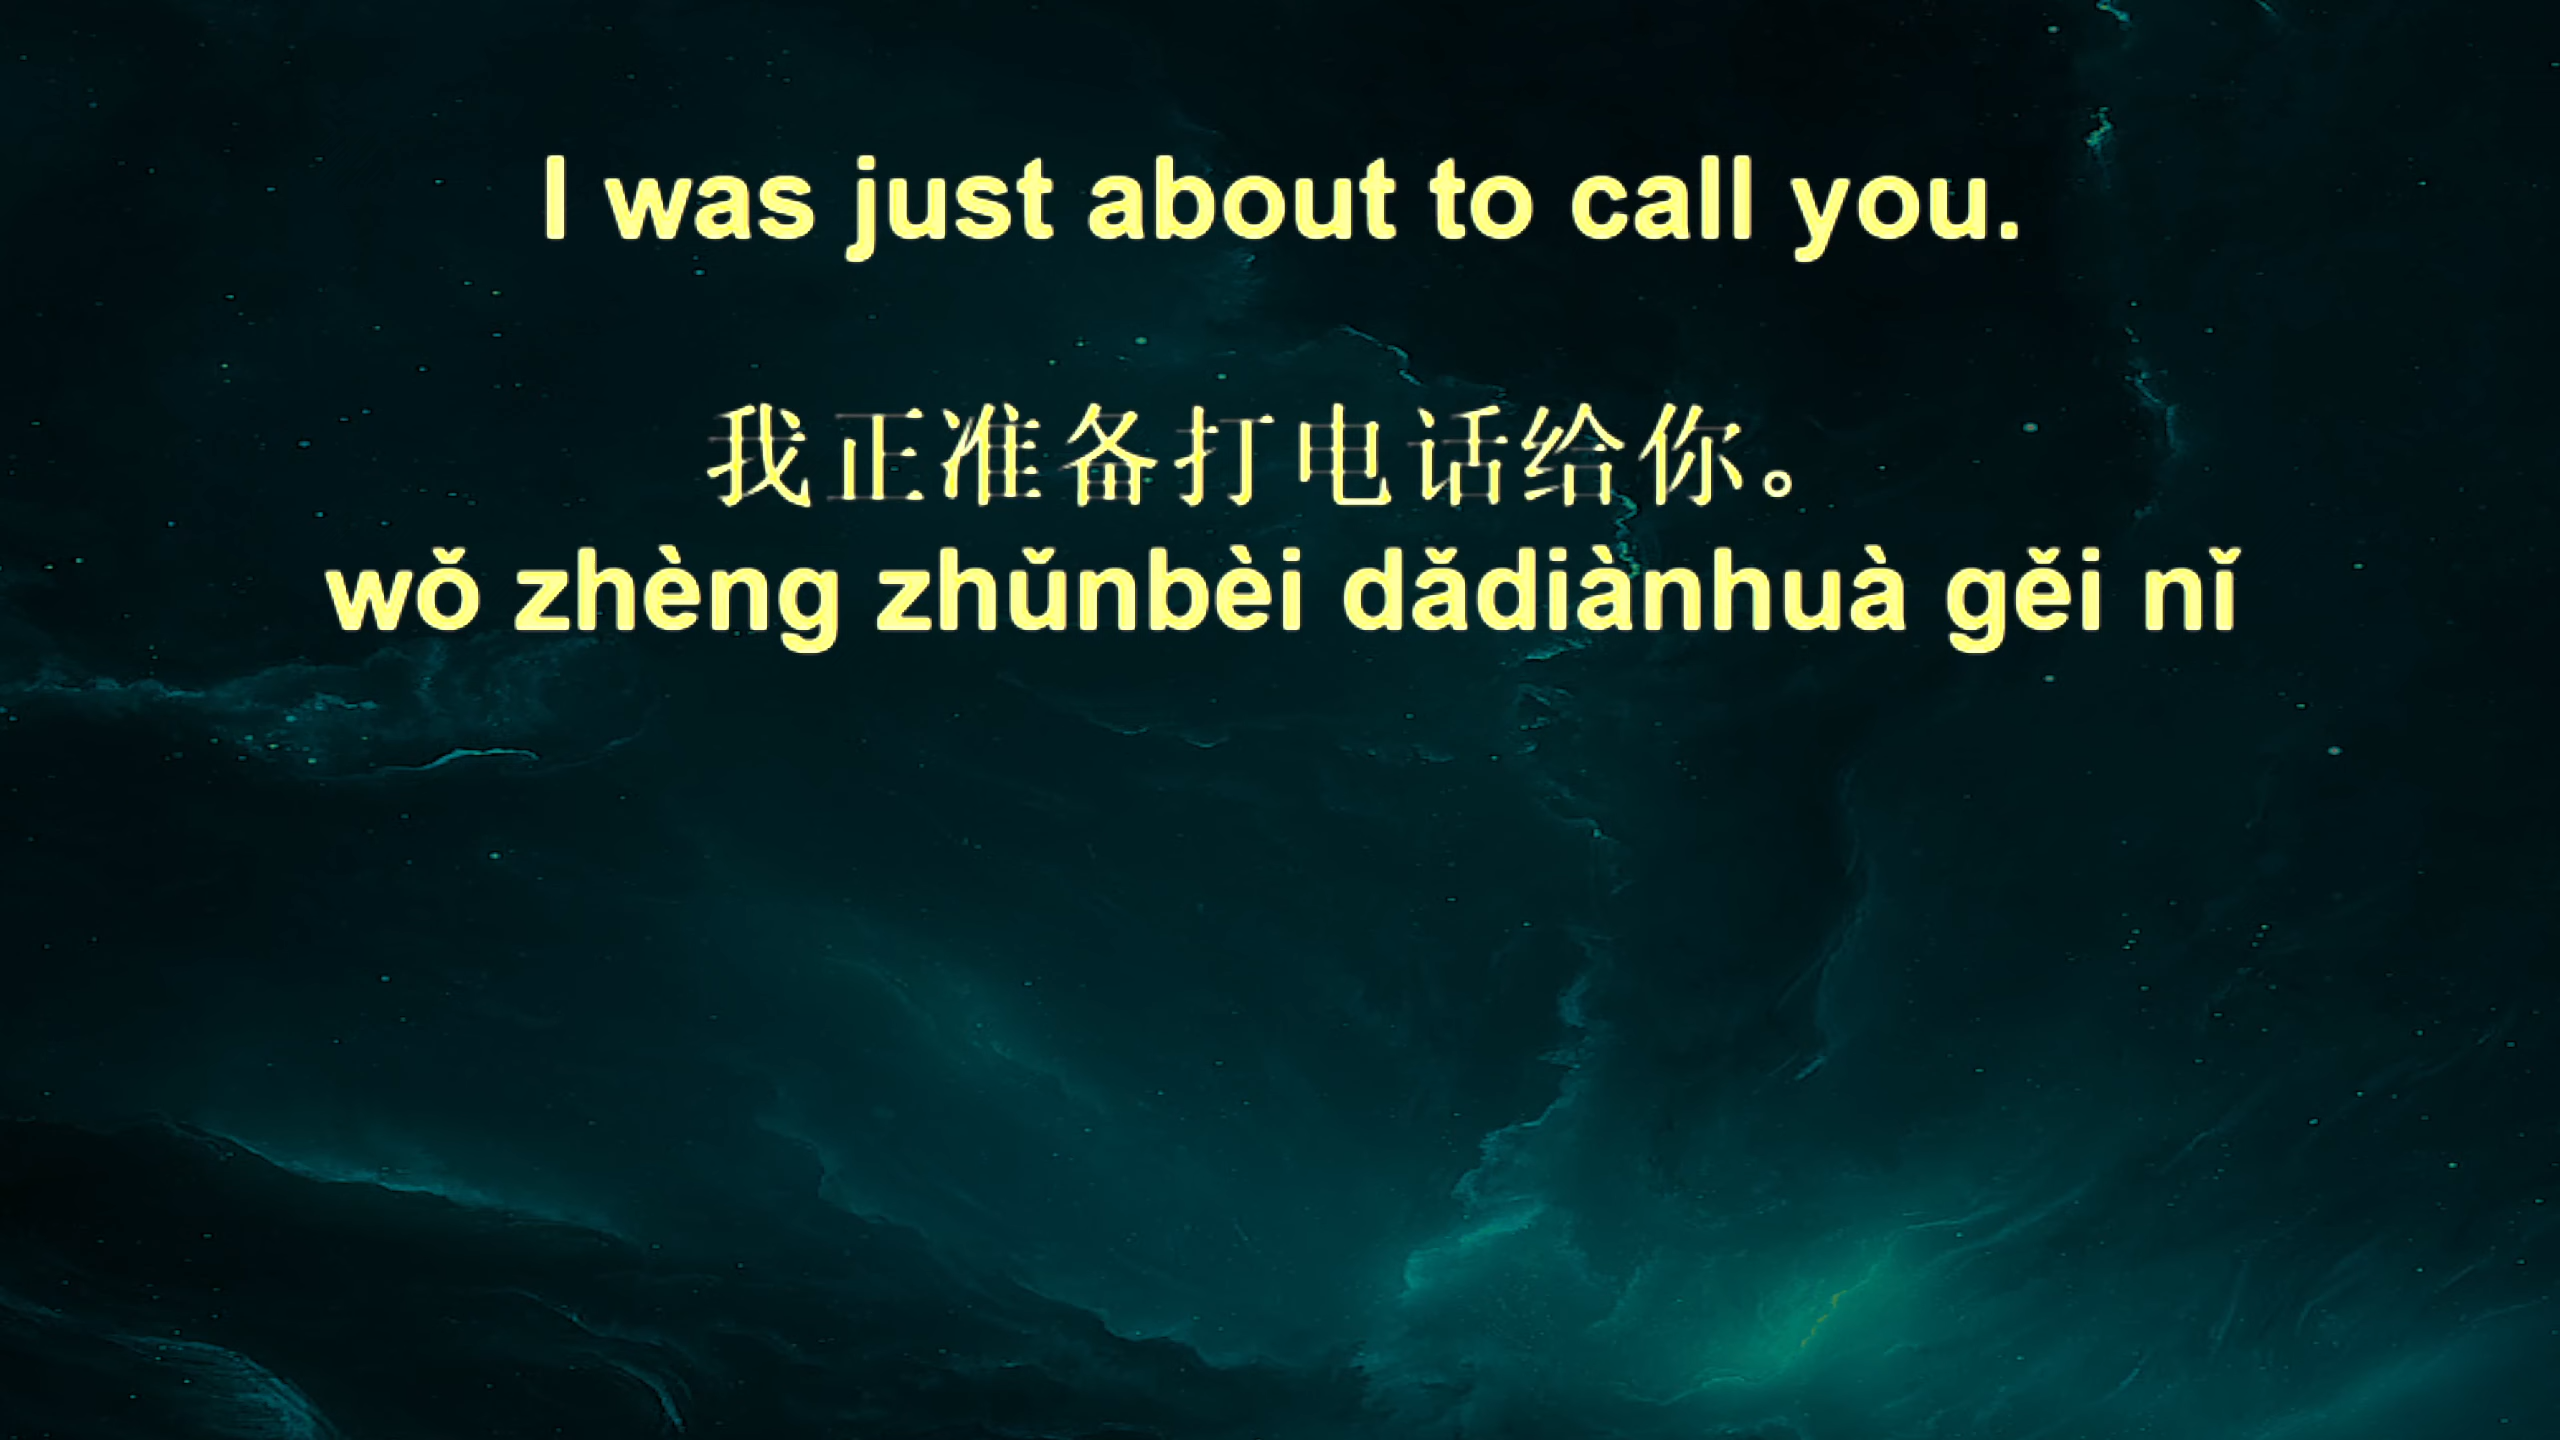 I was just about to call you.
我正准备打电话给你。
wǒ zhèng zhǔnbèi dǎdiànhuà gěi nǐ